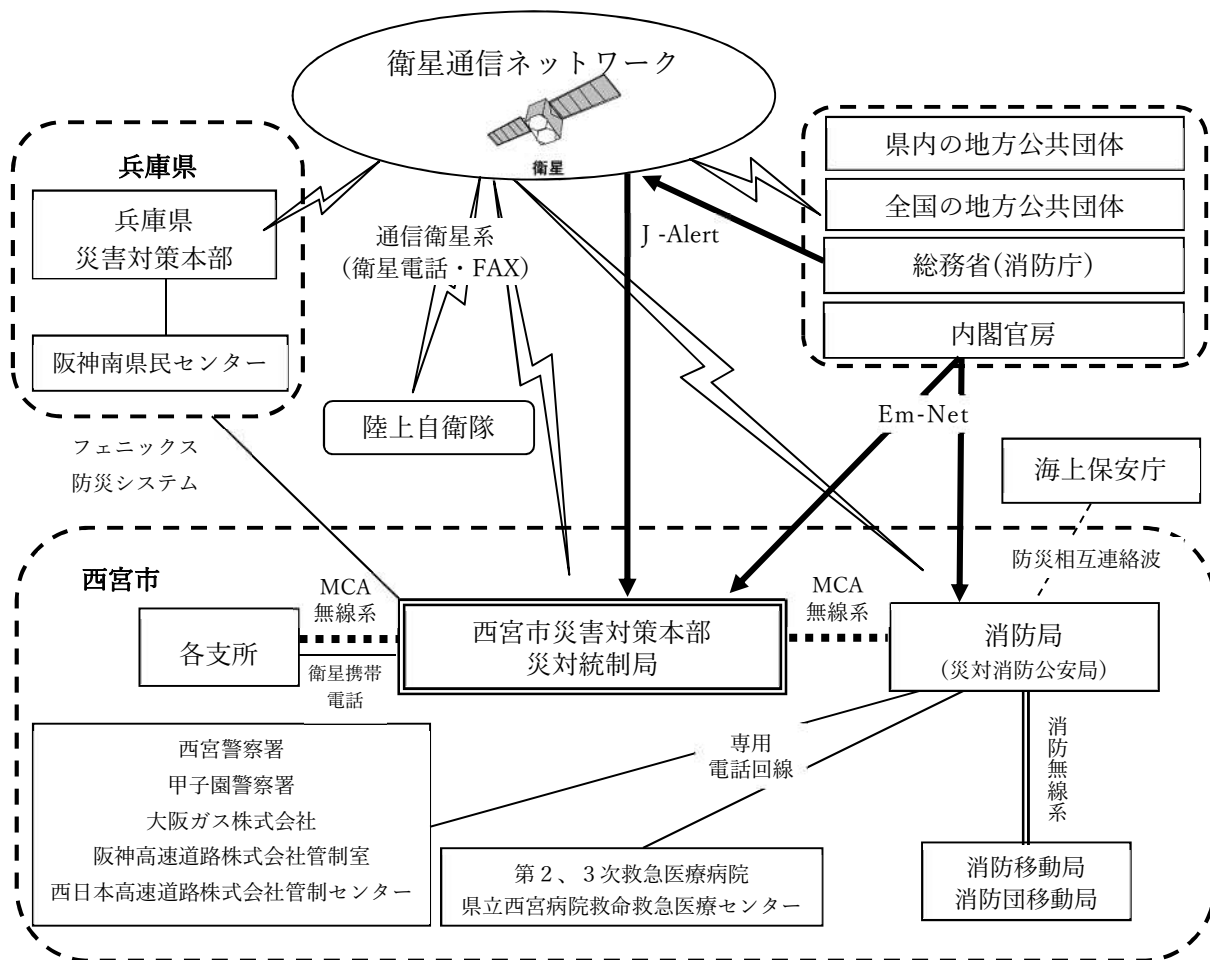 衛星通信ネットワーク
衛星
兵庫県
兵庫県
災害対策本部
阪神南県民センター
通信衛星系
(衛星電話・FAX)
J -Alert
県内の地方公共団体
全国の地方公共団体
総務省(消防庁)
内閣官房
陸上自衛隊
Em-Net
フェニックス
防災システム
海上保安庁
防災相互連絡波
西宮市
MCA
無線系
各支所
衛星携帯
電話
西宮市災害対策本部
災対統制局
MCA
無線系
消防局
(災対消防公安局)
西宮警察署
甲子園警察署
大阪ガス株式会社
阪神高速道路株式会社管制室
西日本高速道路株式会社管制センター
専用
電話回線
消防無線系
第２、３次救急医療病院
県立西宮病院救命救急医療センター
消防移動局
消防団移動局